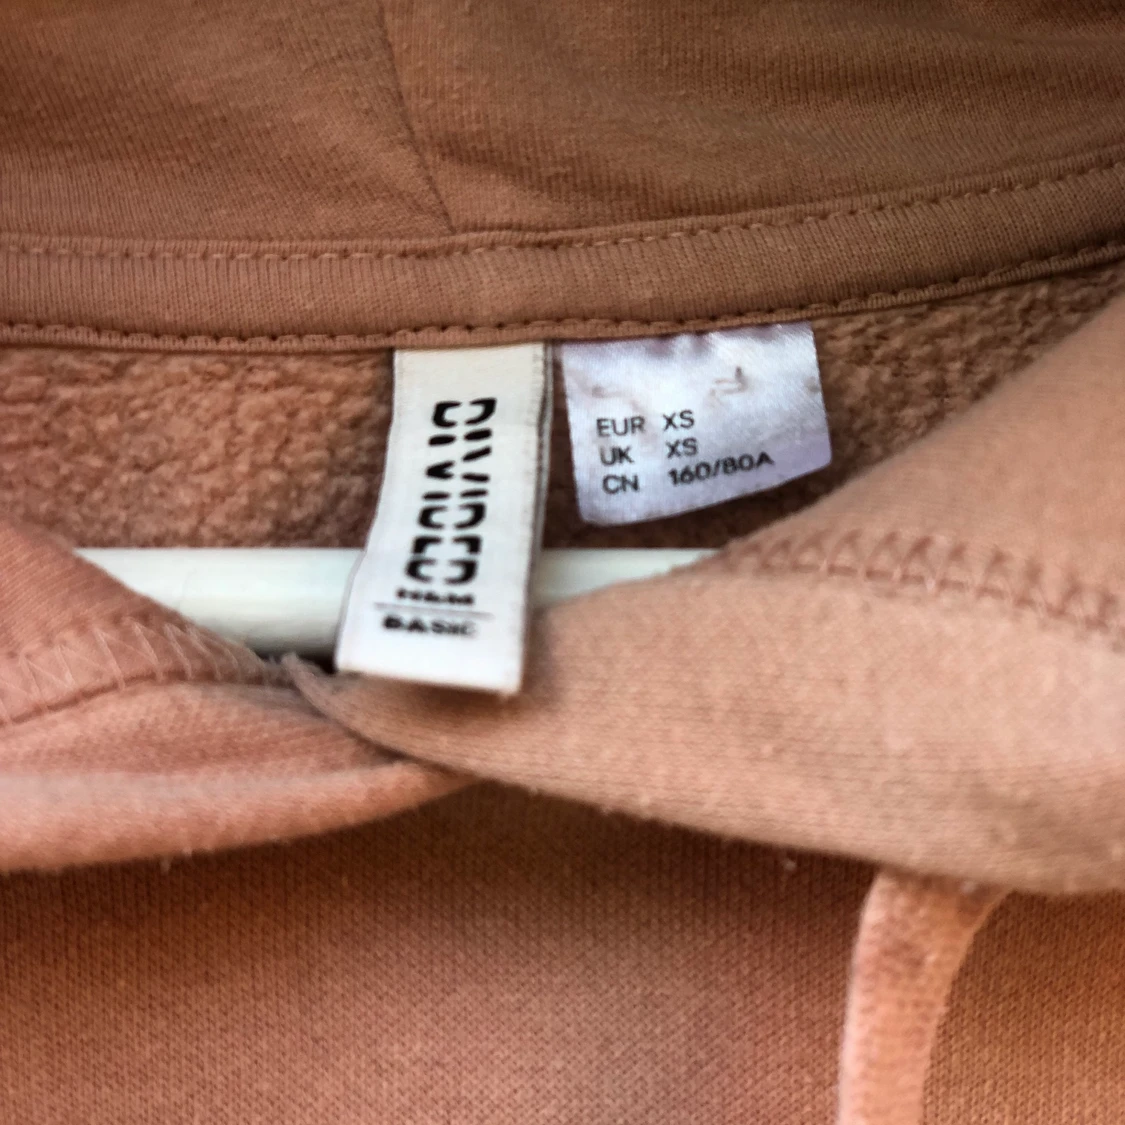 DIVIDED
H&M
BASIC
EUR XS
UK XS
CN 160/80A